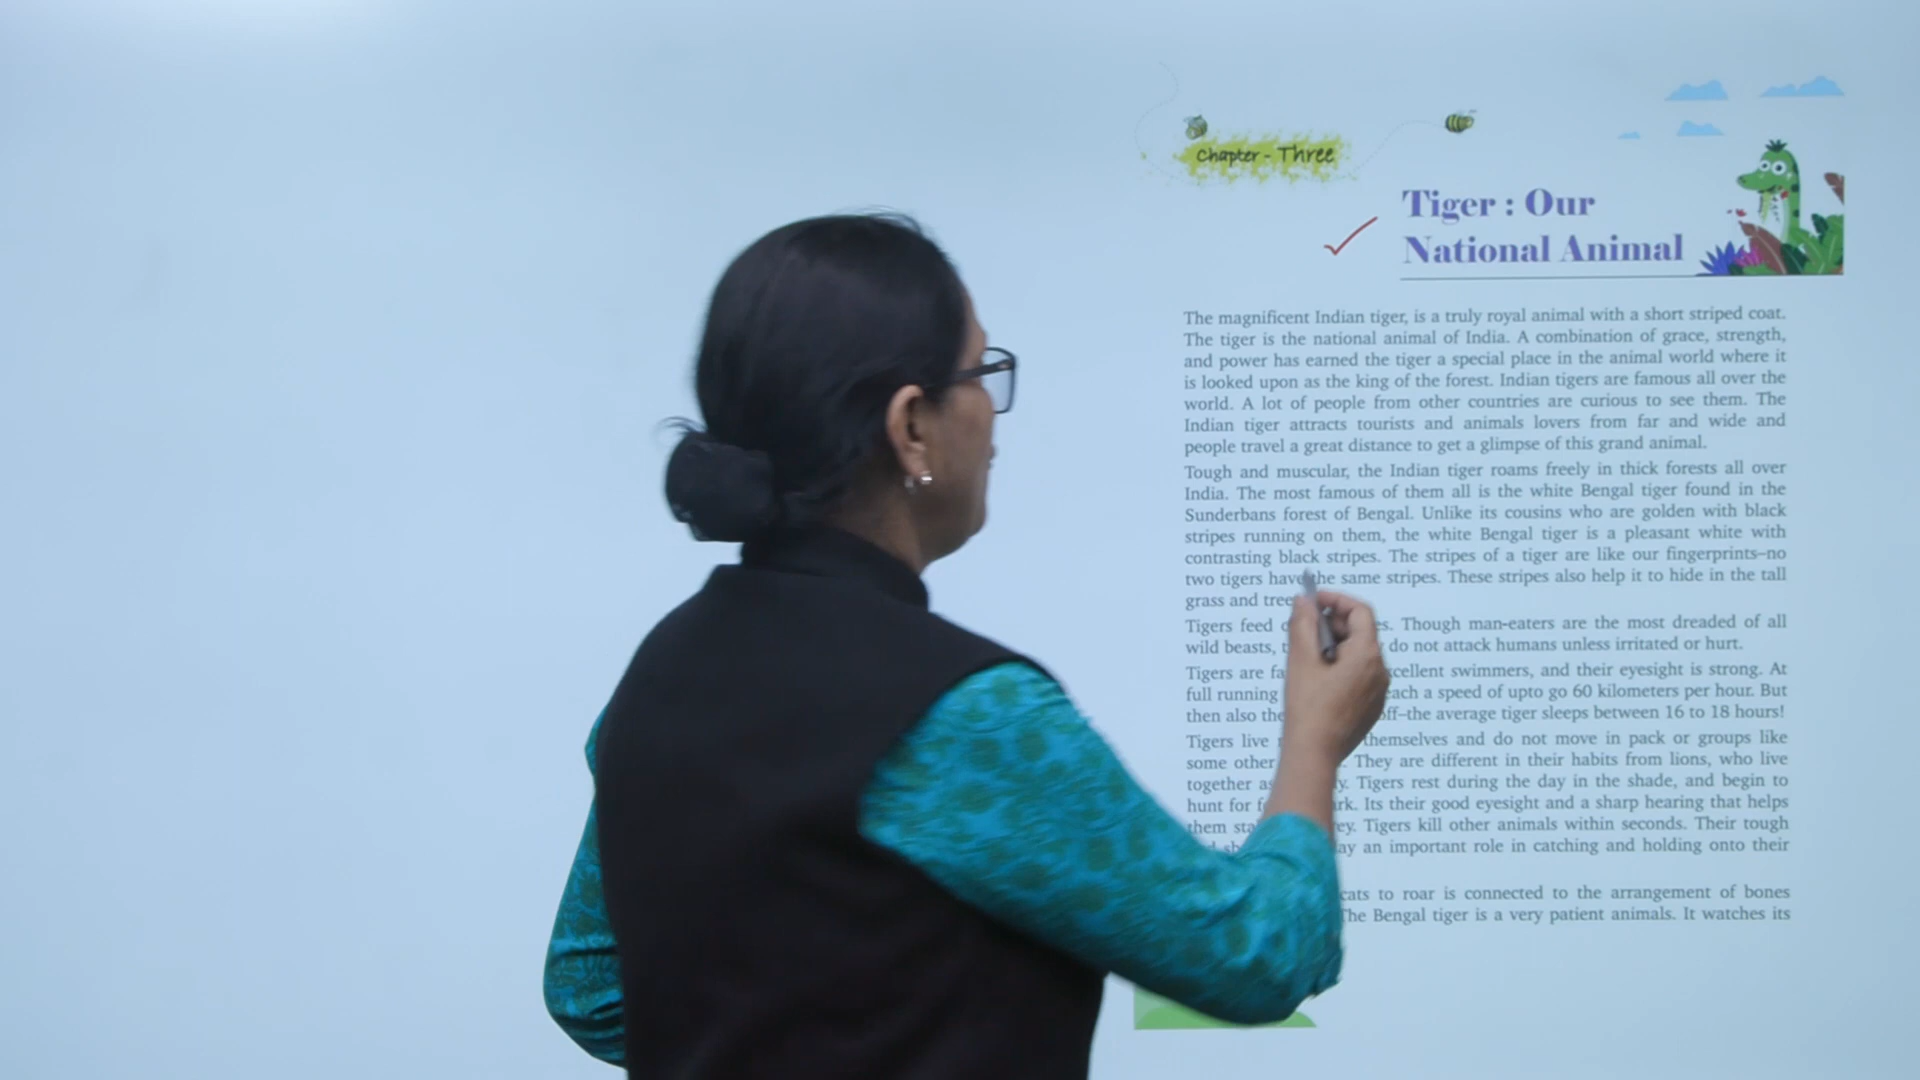 Chapter - Three
Tiger : Our
National Animal
The magnificent Indian tiger, is a truly royal animal with a short striped coat.
The tiger is the national animal of India. A combination of grace, strength,
and power has earned the tiger a special place in the animal world where it
is looked upon as the king of the forest. Indian tigers are famous all over the
world. A lot of people from other countries are curious to see them. The
Indian tiger attracts tourists and animals lovers from far and wide and
people travel a great distance to get a glimpse of this grand animal.
Tough and muscular, the Indian tiger roams freely in thick forests all over
India. The most famous of them all is the white Bengal tiger found in the
Sunderbans forest of Bengal. Unlike its cousins who are golden with black
stripes running on them, the white Bengal tiger is a pleasant white with
contrasting black stripes. The stripes of a tiger are like our fingerprints–no
two tigers have the same stripes. These stripes also help it to hide in the tall
grass and
Tigers feed Though man-eaters are the most dreaded of all
wild beasts, do not attack humans unless irritated or hurt.
Tigers are swimmers, and their eyesight is strong. At
full running a speed of upto go 60 kilometers per hour. But
then also –the average tiger sleeps between 16 to 18 hours!
Tigers live themselves and do not move in pack or groups like
some other They are different in their habits from lions, who live
together Tigers rest during the day in the shade, and begin to
hunt for Its their good eyesight and a sharp hearing that helps
them Tigers kill other animals within seconds. Their tough
an important role in catching and holding onto their
cats to roar is connected to the arrangement of bones
The Bengal tiger is a very patient animals. It watches its